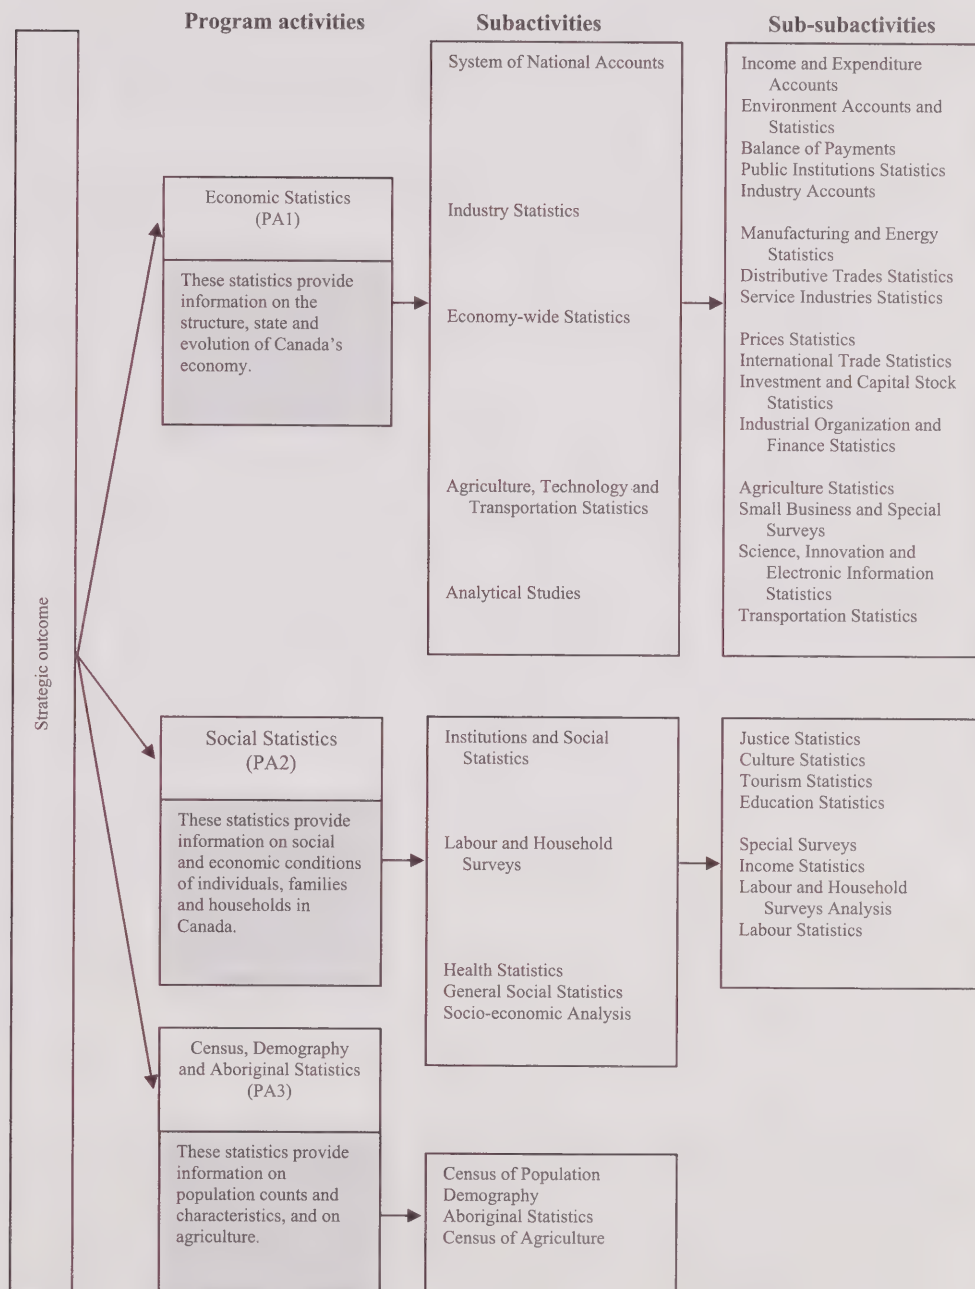 Program activities
Subactivities
Sub-subactivities
Strategic outcome
Economic Statistics
(PA1)
These statistics provide
information on the
structure, state and
evolution of Canada's
economy.
System of National Accounts
Industry Statistics
Economy-wide Statistics
Agriculture, Technology and
Transportation Statistics
Analytical Studies
Income and Expenditure
Accounts
Environment Accounts and
Statistics
Balance of Payments
Public Institutions Statistics
Industry Accounts
Manufacturing and Energy
Statistics
Distributive Trades Statistics
Service Industries Statistics
Prices Statistics
International Trade Statistics
Investment and Capital Stock
Statistics
Industrial Organization and
Finance Statistics
Agriculture Statistics
Small Business and Special
Surveys
Science, Innovation and
Electronic Information
Statistics
Transportation Statistics
Social Statistics
(PA2)
These statistics provide
information on social
and economic conditions
of individuals, families
and households in
Canada.
Institutions and Social
Statistics
Labour and Household
Surveys
Health Statistics
General Social Statistics
Socio-economic Analysis
Justice Statistics
Culture Statistics
Tourism Statistics
Education Statistics
Special Surveys
Income Statistics
Labour and Household
Surveys Analysis
Labour Statistics
Census, Demography
and Aboriginal Statistics
(PA3)
These statistics provide
information on
population counts and
characteristics, and on
agriculture.
Census of Population
Demography
Aboriginal Statistics
Census of Agriculture